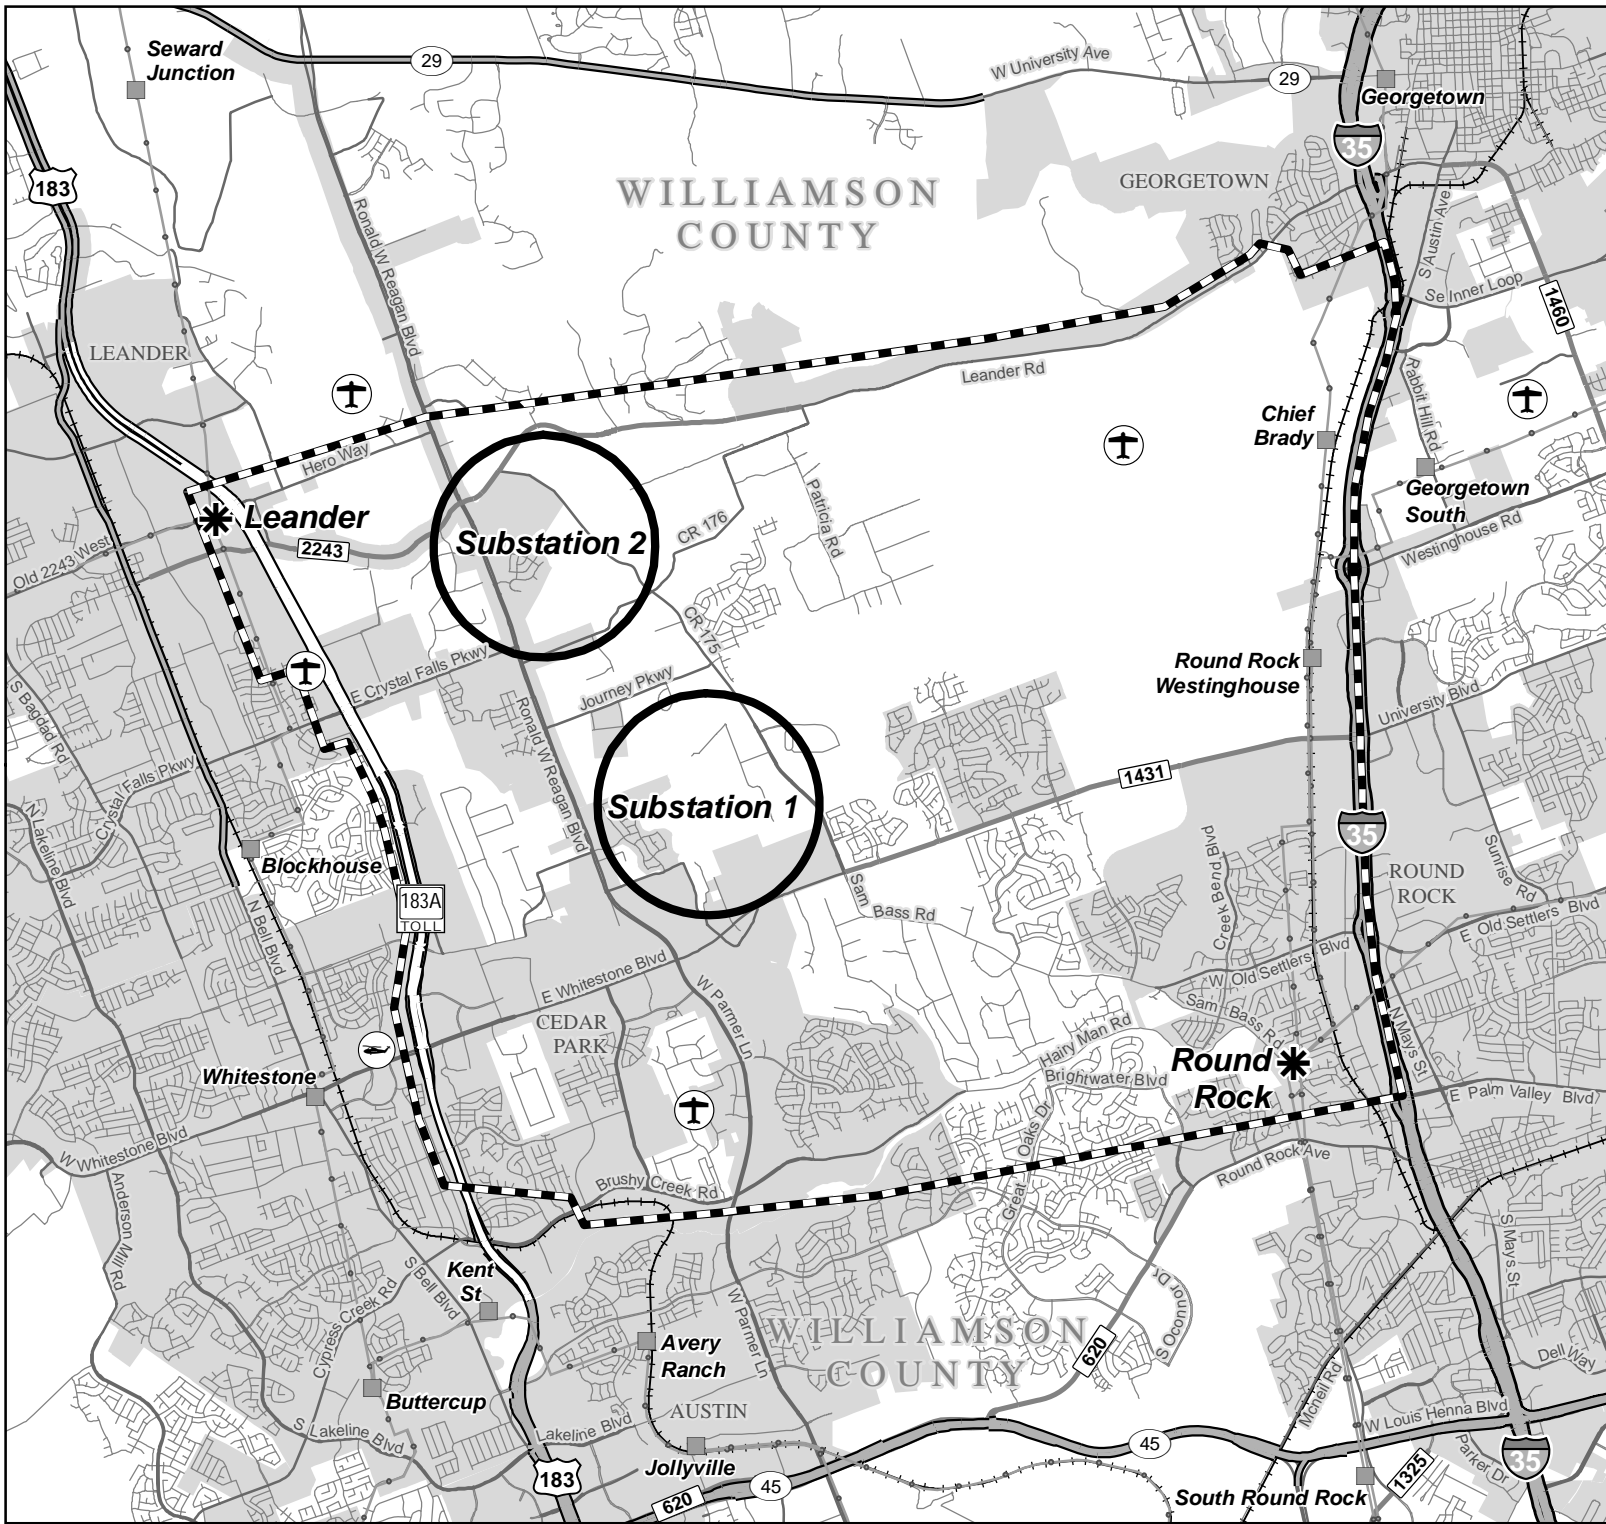 Seward
Junction
29
W University Ave
29
Georgetown
35
183
WILLIAMSON
COUNTY
GEORGETOWN
Ronald W Reagan Blvd
S Austin Ave
Se Inner Loop
1460
LEANDER
Leander Rd
Rabbit Hill Rd
Chief
Brady
Hero Way
Georgetown
South
Westinghouse Rd
Leander
Old 2243 West
2243
Substation 2
CR 176
Patricia Rd
CR 175
Round Rock
Westinghouse
S Bagdad Rd
E Crystal Falls Pkwy
Journey Pkwy
University Blvd
Ronald W Reagan Blvd
Crystal Falls Pkwy
N Lakeline Blvd
1431
Substation 1
35
Blockhouse
Creek Bend Blvd
Sunrise Rd
ROUND
ROCK
183A
TOLL
Sam
Bass Rd
N Bell Blvd
E Old Settlers Blvd
W Old Settlers Blvd
E Whitestone Blvd
W Parmer Ln
Sam Bass Rd
N Mays St
CEDAR
PARK
Hairy Man Rd
Whitestone
Brightwater Blvd
Round
Rock
E Palm Valley Blvd
W Whitestone Blvd
Great Oaks Dr
Round Rock Ave
Brushy Creek Rd
Anderson Mill Rd
S Mays St
Kent
St
S Bell Blvd
S Oconnor Dr
Cypress Creek Rd
W Parmer Ln
WILLIAMSON
COUNTY
620
Avery
Ranch
Dell Way
Buttercup
Mcneil Rd
AUSTIN
W Louis Henna Blvd
S Lakeline Blvd
Lakeline Blvd
45
Parker Dr
35
Jollyville
183
45
620
1325
South Round Rock